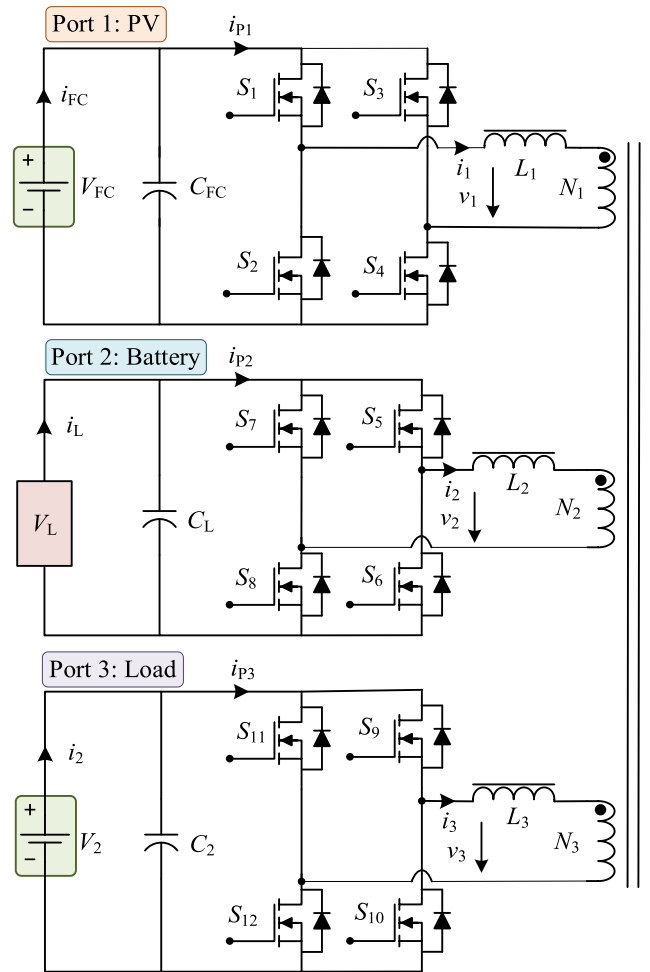 Port 1: PV
iP1
S1
S3
iFC
+
VFC
−
CFC
i1
L1
v1
N1
S2
S4
Port 2: Battery
iP2
S7
S5
iL
VL
CL
i2
L2
v2
N2
S8
S6
Port 3: Load
iP3
S11
S9
i2
+
V2
−
C2
i3
L3
v3
N3
S12
S10